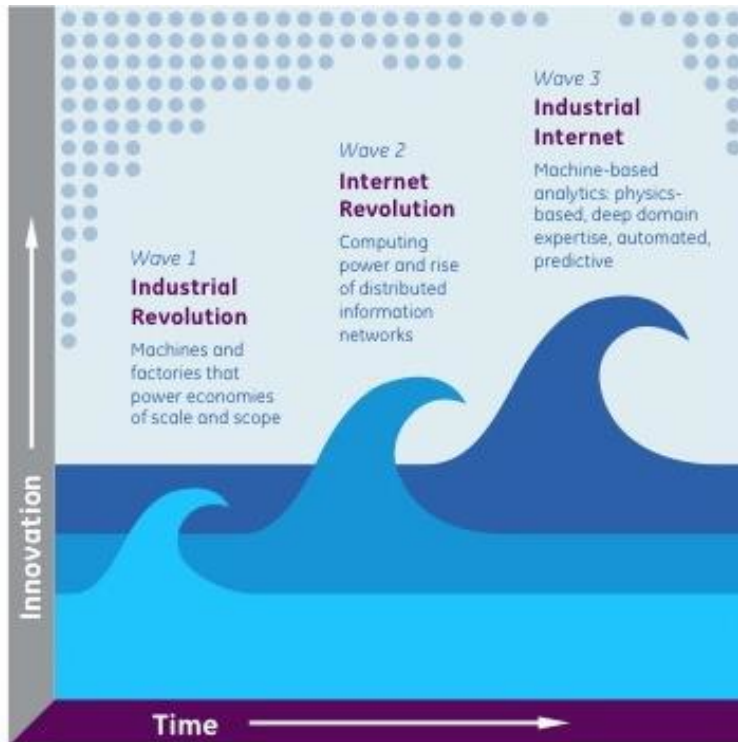 Wave 3
Industrial
Internet
Machine-based
analytics: physics-
based, deep domain
expertise, automated,
predictive
Wave 2
Internet
Revolution
Computing
power and rise
of distributed
information
networks
Wave 1
Industrial
Revolution
Machines and
factories that
power economies
of scale and scope
Innovation
Time